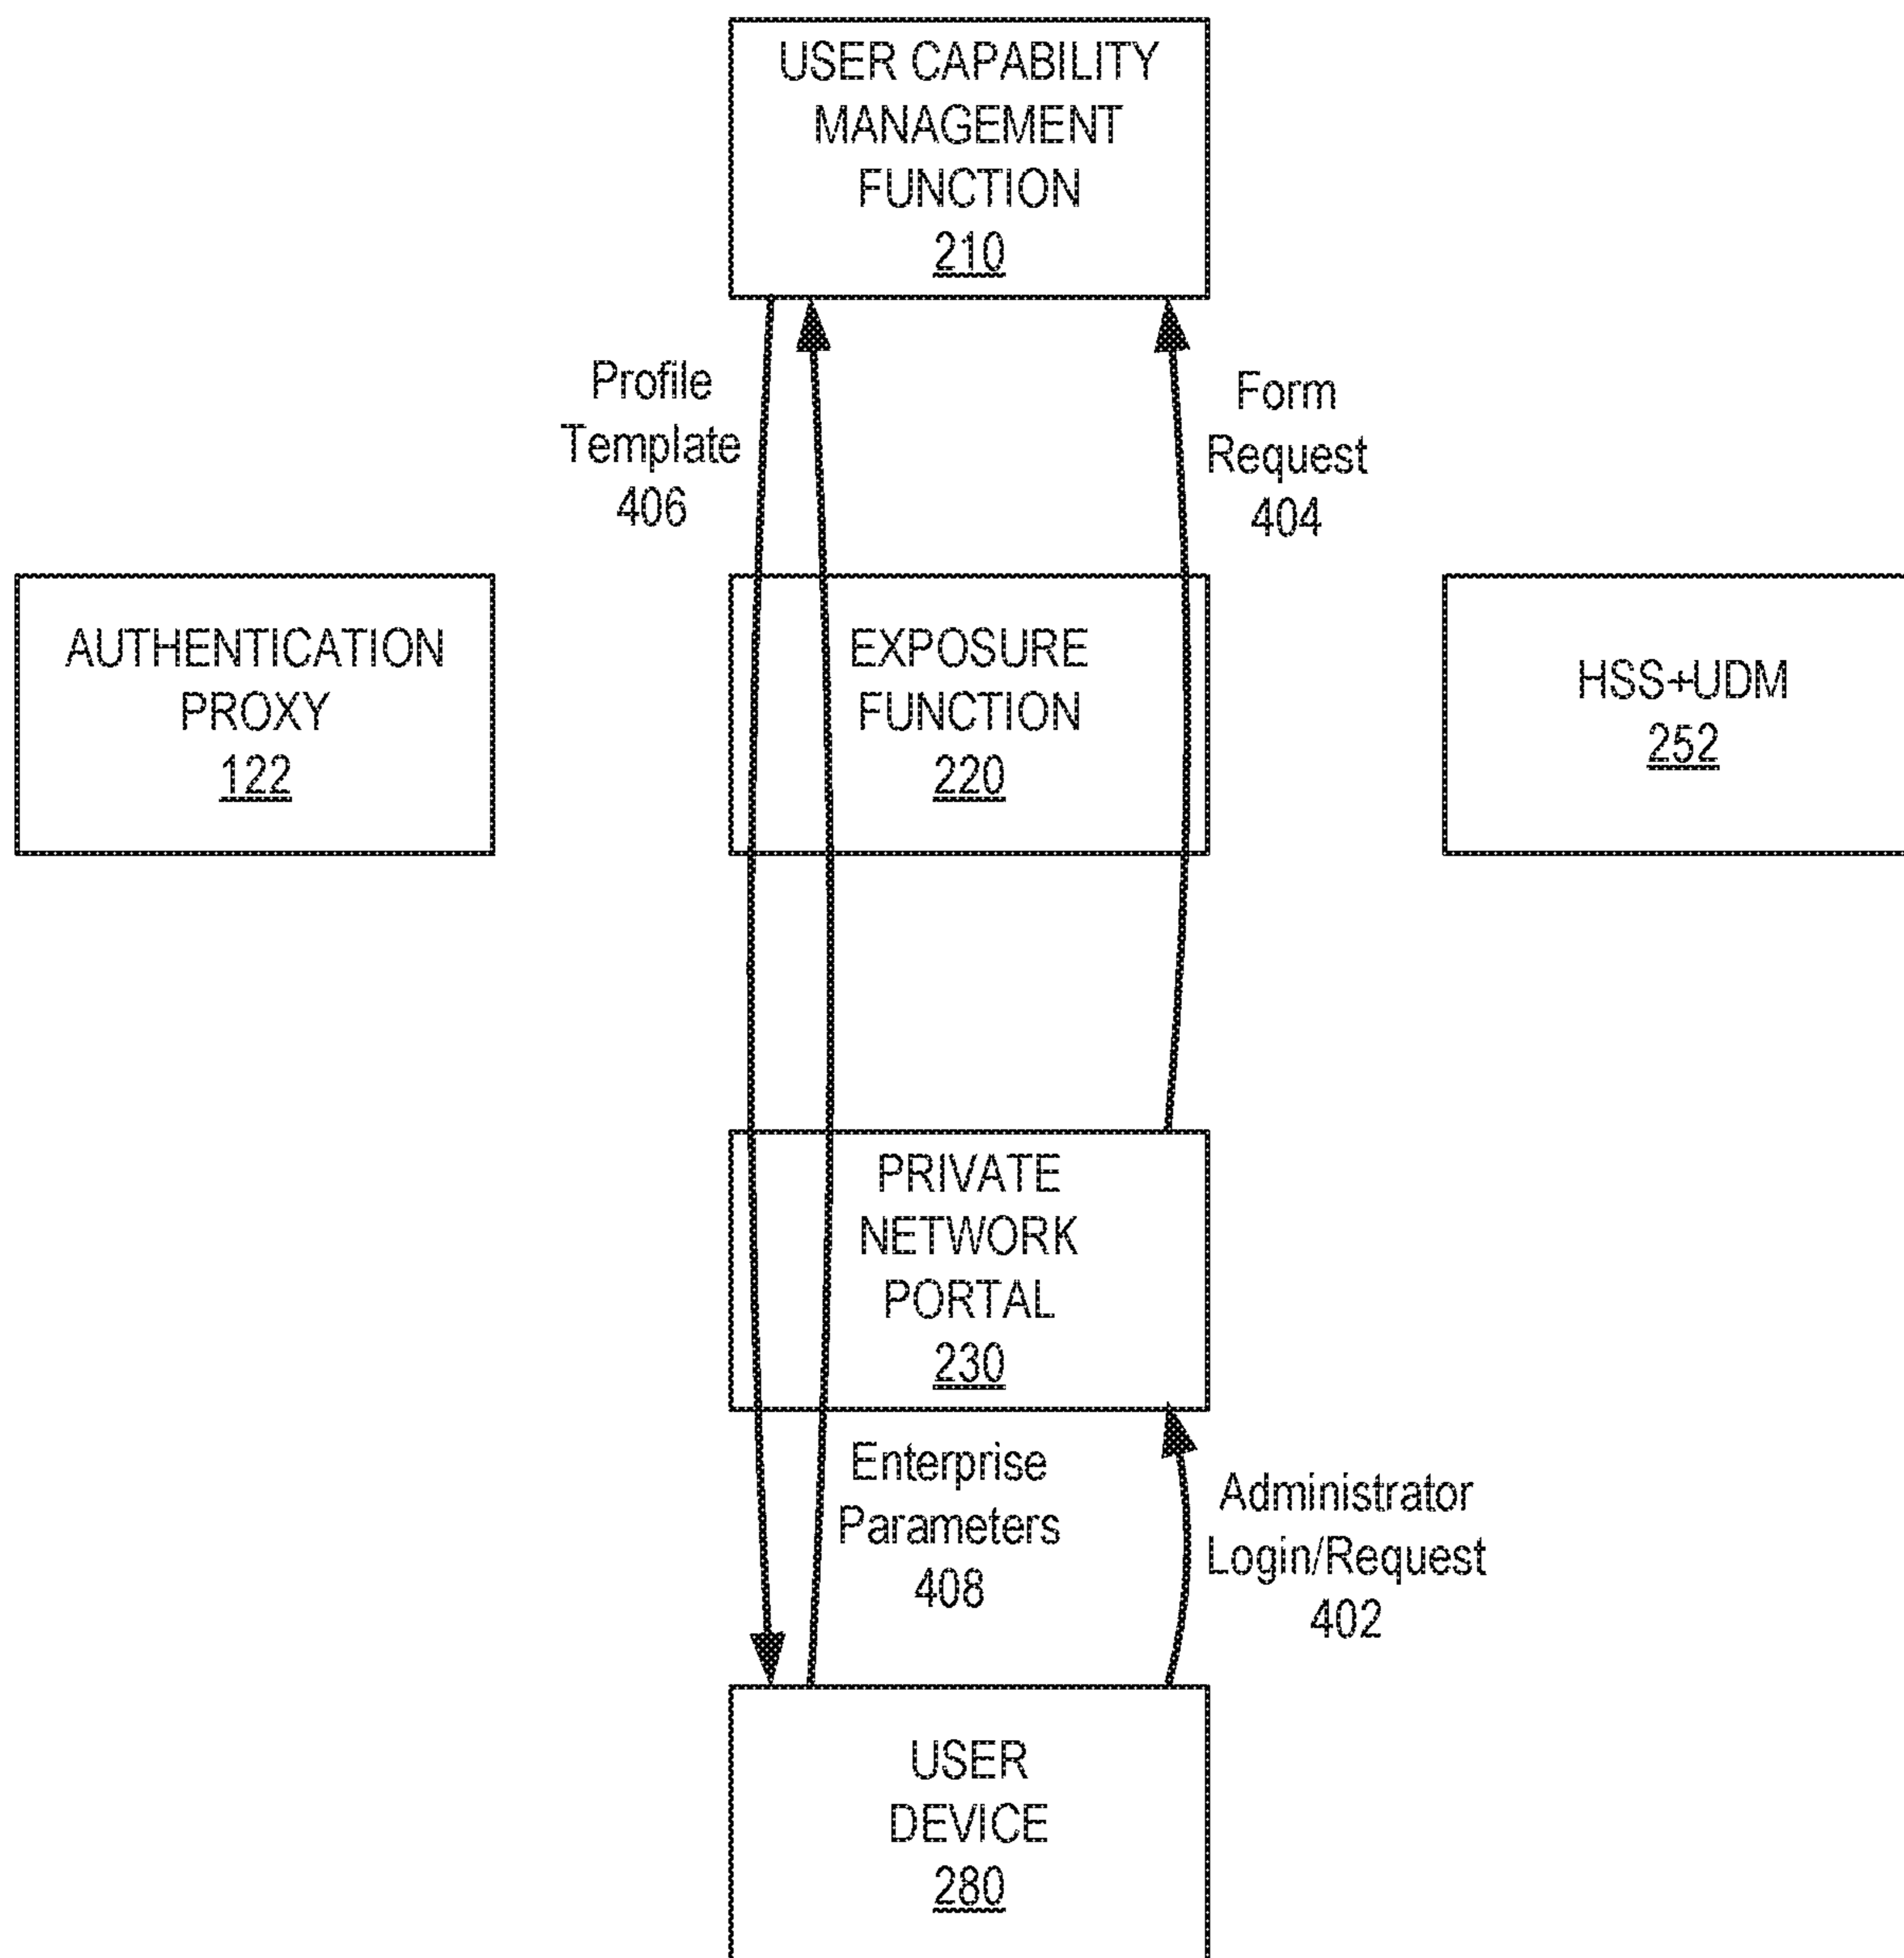 USER CAPABILITY
MANAGEMENT
FUNCTION
210
Profile
Template
406
Form
Request
404
AUTHENTICATION
PROXY
122
EXPOSURE
FUNCTION
220
HSS+UDM
252
PRIVATE
NETWORK
PORTAL
230
Enterprise
Parameters
408
Administrator
Login/Request
402
USER
DEVICE
280